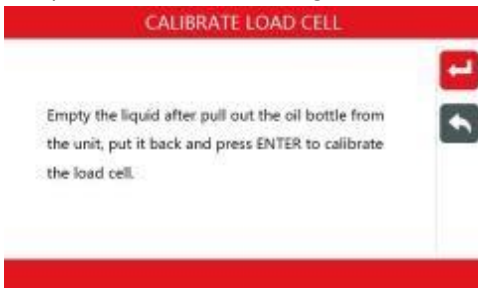 CALIBRATE LOAD CELL
Empty the liquid after pull out the oil bottle from
the unit, put it back and press ENTER to calibrate
the load cell.